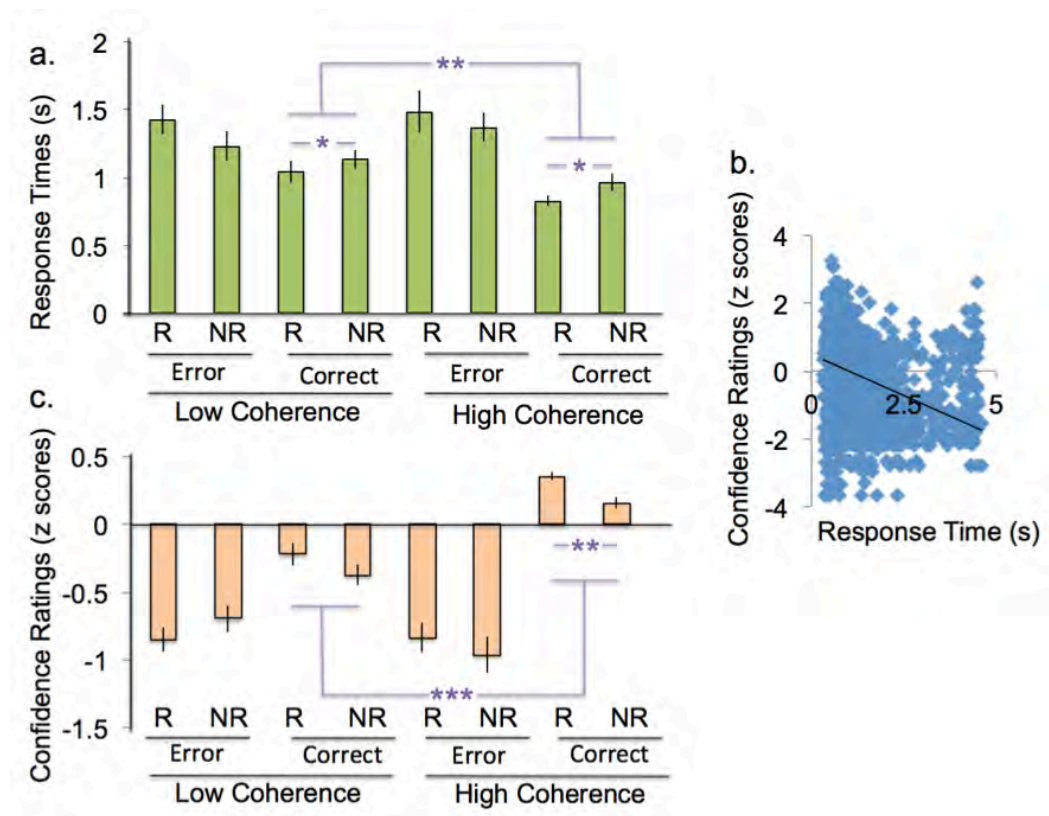 a.
Response Times (s)
2
1.5
1
0.5
0
**
*
*
R NR R NR R NR R NR
Error Correct Error Correct
Low Coherence High Coherence
b.
Confidence Ratings (z scores)
4
2
0
-2
-4
0 2.5 5
Response Time (s)
c.
Confidence Ratings (z scores)
0.5
0
-0.5
-1
-1.5
**
***
R NR R NR R NR R NR
Error Correct Error Correct
Low Coherence High Coherence